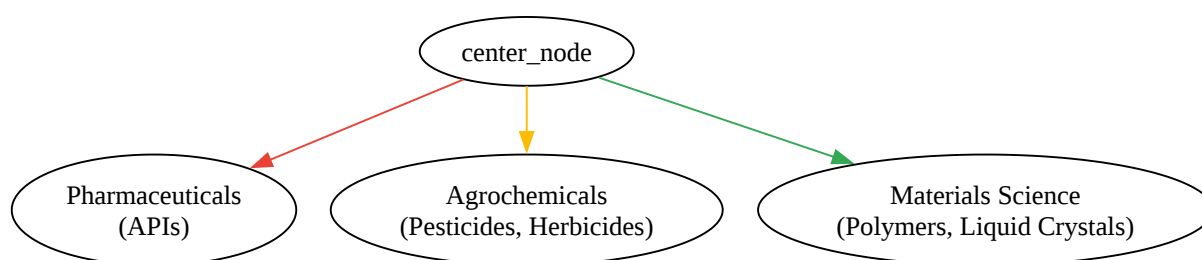 center_node
Pharmaceuticals
(APIs)
Agrochemicals
(Pesticides, Herbicides)
Materials Science
(Polymers, Liquid Crystals)